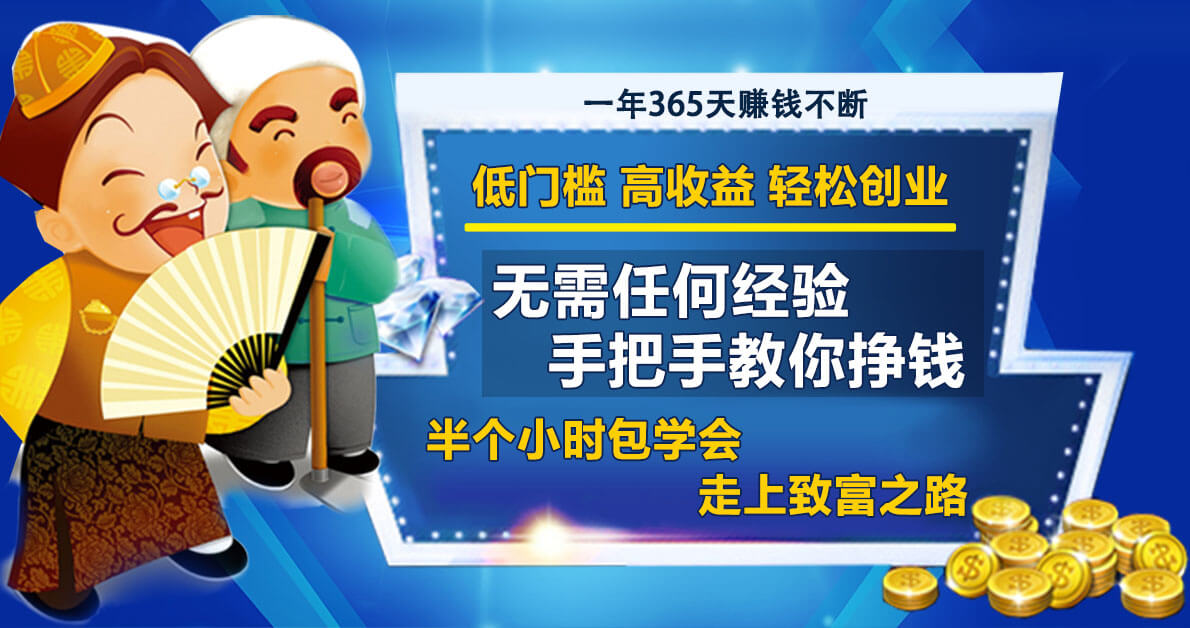 一年365天赚钱不断
低门槛 高收益 轻松创业
无需任何经验
手把手教你挣钱
半个小时包学会
走上致富之路